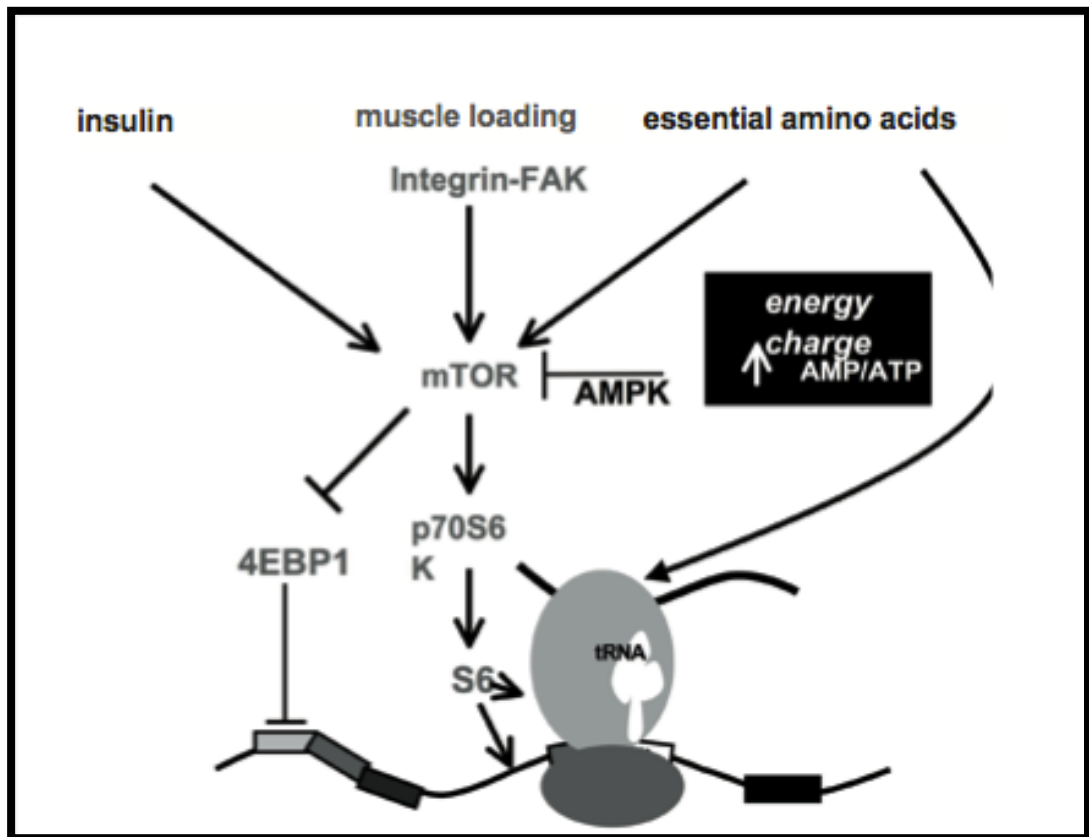 insulin
muscle loading
essential amino acids
Integrin-FAK
energy
charge
↑ AMP/ATP
mTOR
AMPK
p70S6
K
4EBP1
tRNA
S6